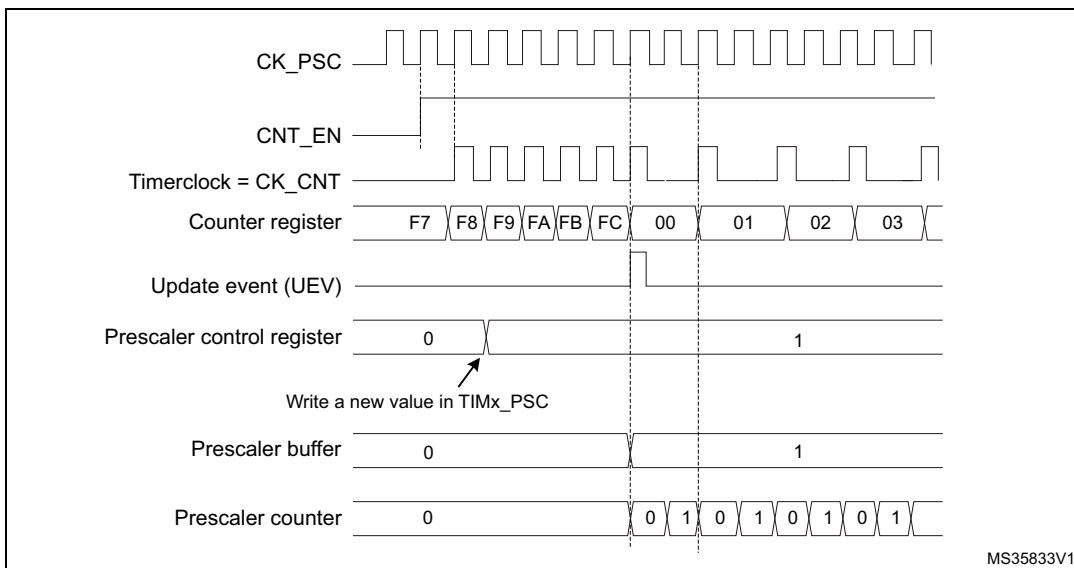 CK_PSC
CNT_EN
Timerclock = CK_CNT
Counter register F7 F8 F9 FA FB FC 00 01 02 03
Update event (UEV)
Prescaler control register 0 1
Write a new value in TIMx_PSC
Prescaler buffer 0 1
Prescaler counter 0 0 1 0 1 0 1 0 1
MS35833V1